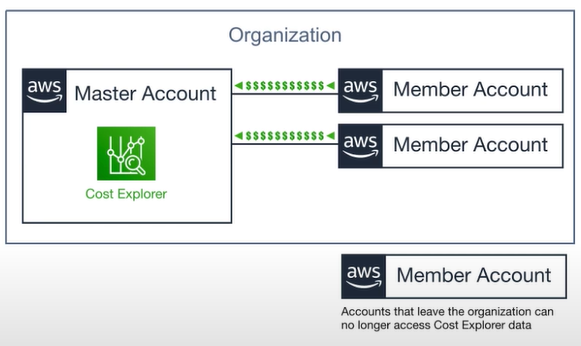 Organization
aws
Master Account
$$$$$$$$$$$
aws
Member Account
$$$$$$$$$$$
aws
Member Account
Cost Explorer
aws
Member Account
Accounts that leave the organization can
no longer access Cost Explorer data